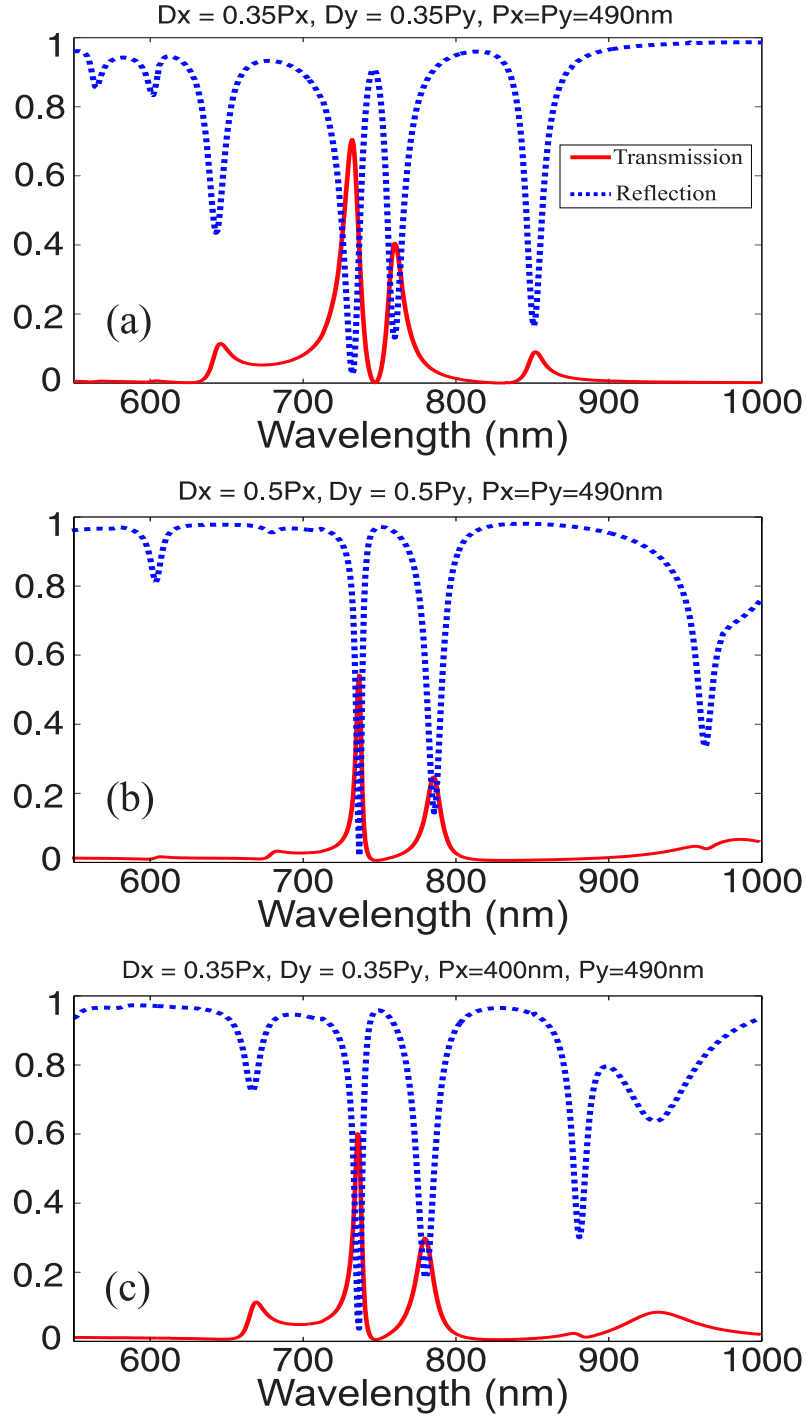 Dx = 0.35Px, Dy = 0.35Py, Px=Py=490nm
1
0.8
0.6
0.4
0.2
0
Transmission
Reflection
(a)
600 700 800 900 1000
Wavelength (nm)
Dx = 0.5Px, Dy = 0.5Py, Px=Py=490nm
1
0.8
0.6
0.4
0.2
0
(b)
600 700 800 900 1000
Wavelength (nm)
Dx = 0.35Px, Dy = 0.35Py, Px=400nm, Py=490nm
1
0.8
0.6
0.4
0.2
0
(c)
600 700 800 900 1000
Wavelength (nm)